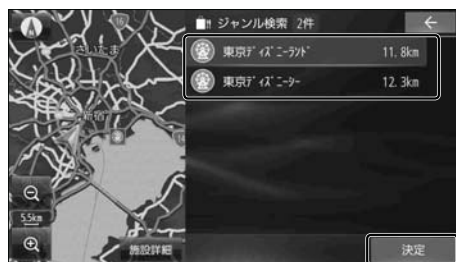 ジャンル検索 2件
東京ディズニーランド 11.8km
東京ディズニーシー 12.3km
16
さいたま
新宿
5.5km
施設詳細
決定